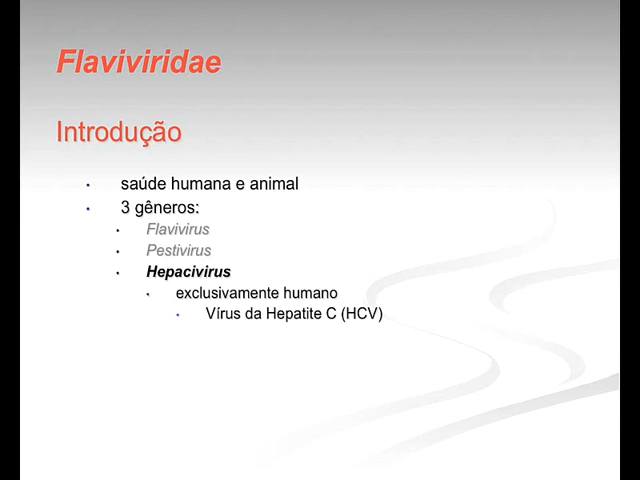 Flaviviridae
Introdução
saúde humana e animal
3 gêneros:
Flavivirus
Pestivirus
Hepacivirus
exclusivamente humano
Vírus da Hepatite C (HCV)